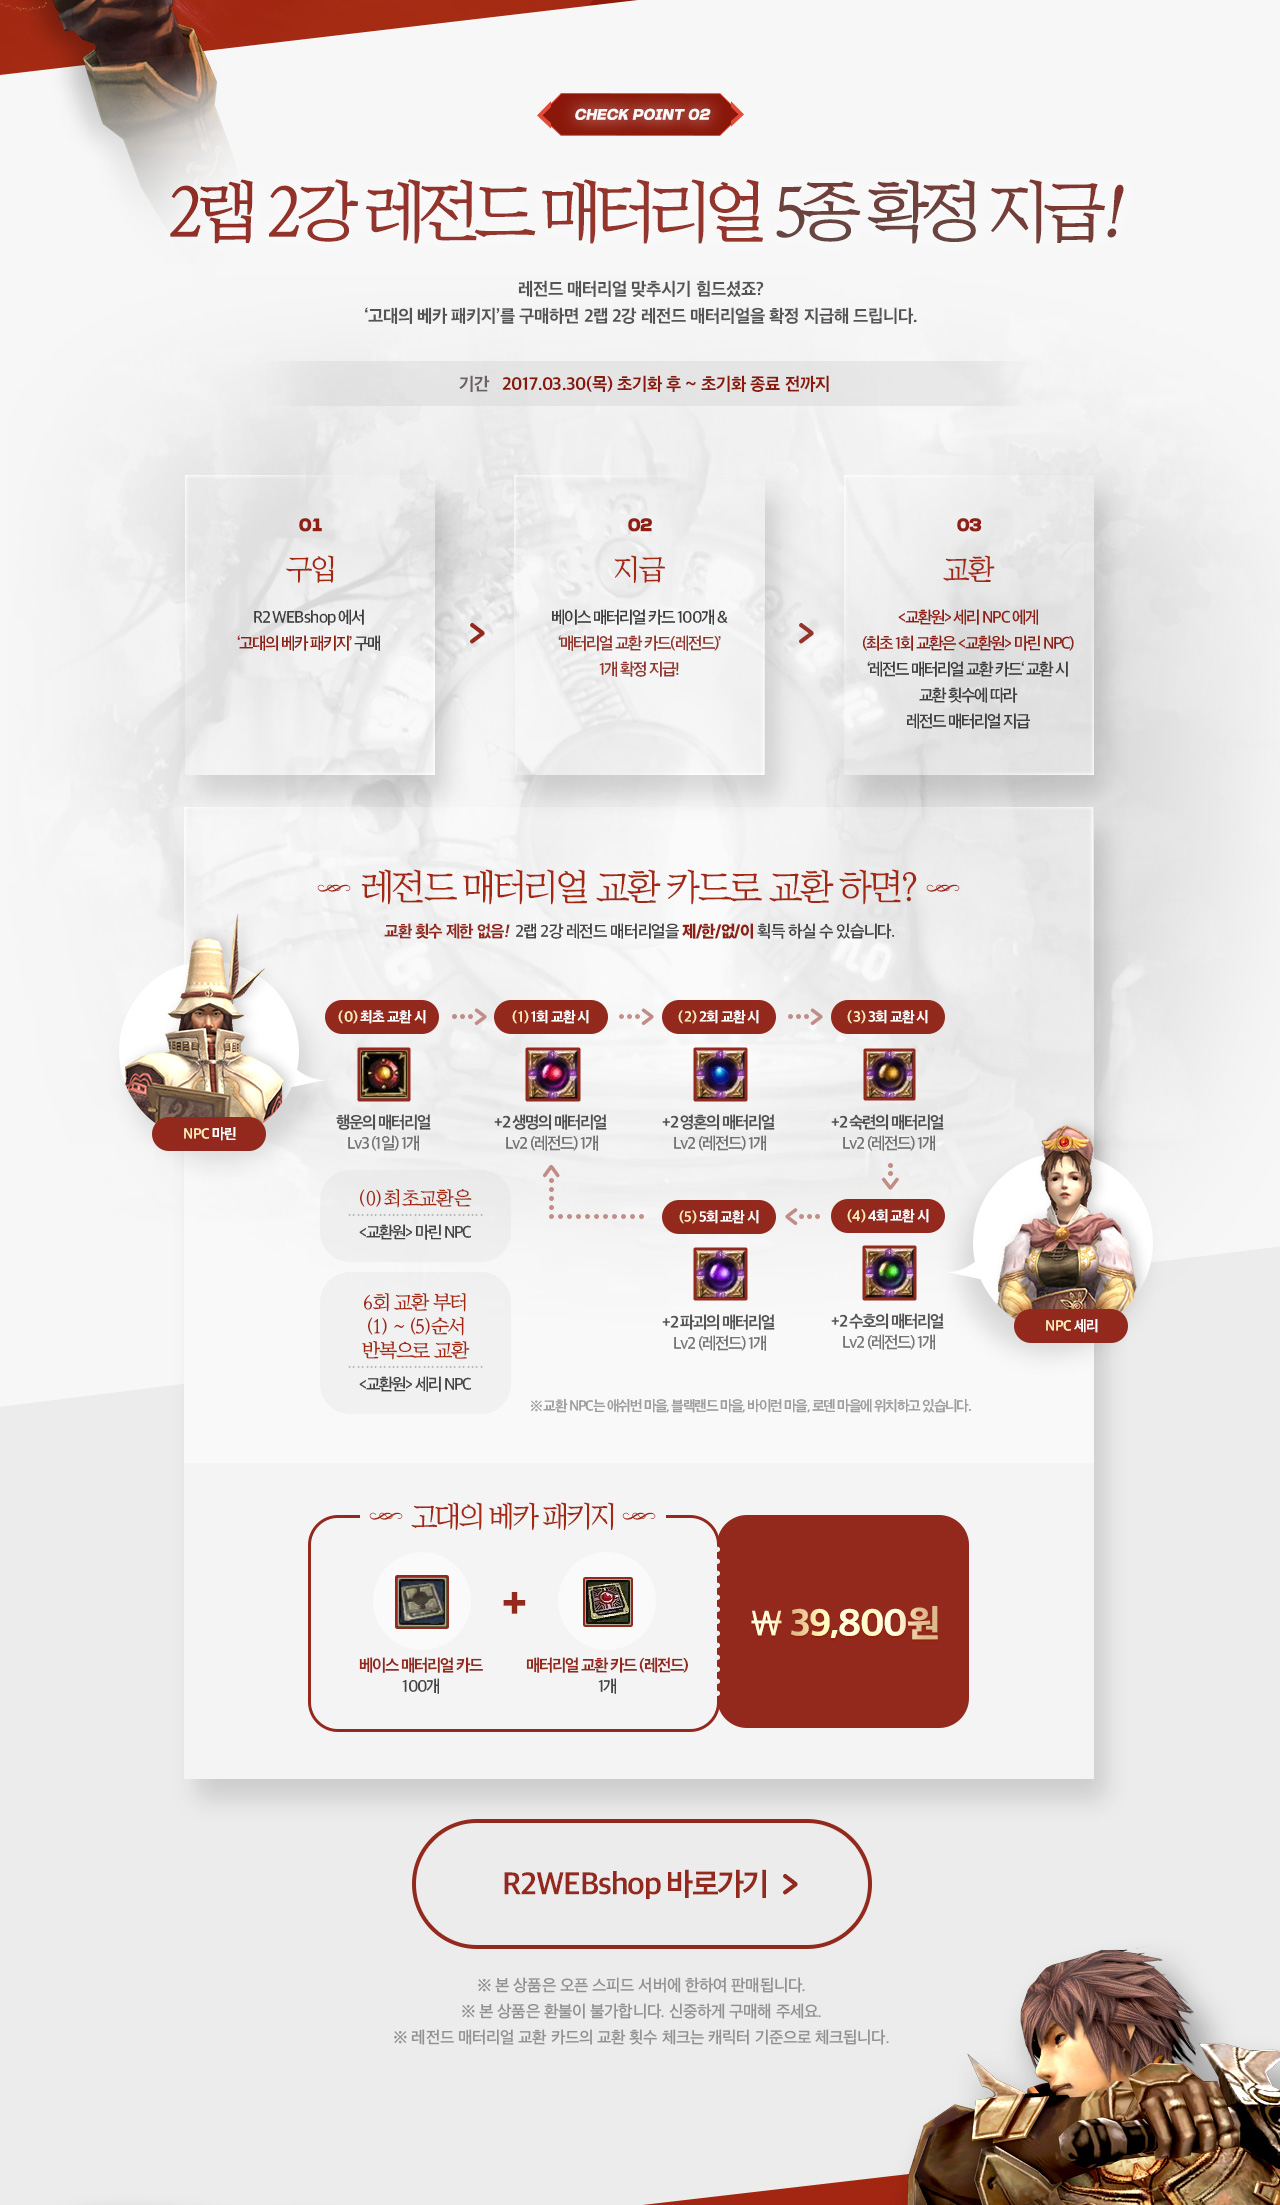 CHECK POINT 02
2랩 2강 레전드 매터리얼 5종 확정 지급!
레전드 매터리얼 맞추시기 힘드셨죠?
‘고대의 베카 패키지’를 구매하면 2랩 2강 레전드 매터리얼을 확정 지급해 드립니다.
기간 2017.03.30(목) 초기화 후 ~ 초기화 종료 전까지
01
구입
R2 WEBshop 에서
‘고대의 베카 패키지’ 구매
02
지급
베이스 매터리얼 카드 100개 &
‘매터리얼 교환 카드(레전드)’
1개 확정 지급!
03
교환
<교환원> 세리 NPC 에게
(최초 1회 교환은 <교환원> 마린 NPC)
‘레전드 매터리얼 교환 카드‘ 교환 시
교환 횟수에 따라
레전드 매터리얼 지급
레전드 매터리얼 교환 카드로 교환 하면?
교환 횟수 제한 없음! 2랩 2강 레전드 매터리얼을 제/한/없/이 획득 하실 수 있습니다.
(0) 최초 교환 시
(1) 1회 교환 시
(2) 2회 교환 시
(3) 3회 교환 시
행운의 매터리얼
Lv3 (1일) 1개
+2 생명의 매터리얼
Lv2 (레전드) 1개
+2 영혼의 매터리얼
Lv2 (레전드) 1개
+2 숙련의 매터리얼
Lv2 (레전드) 1개
NPC 마린
(0) 최초교환은
<교환원> 마린 NPC
(5) 5회 교환 시
(4) 4회 교환 시
+2 파괴의 매터리얼
Lv2 (레전드) 1개
+2 수호의 매터리얼
Lv2 (레전드) 1개
NPC 세리
6회 교환 부터
(1) ~ (5)순서
반복으로 교환
<교환원> 세리 NPC
※ 교환 NPC는 애쉬번 마을, 블랙랜드 마을, 바이런 마을, 로덴 마을에 위치하고 있습니다.
고대의 베카 패키지
베이스 매터리얼 카드
100개
+
매터리얼 교환 카드 (레전드)
1개
₩ 39,800원
R2WEBshop 바로가기 >
※ 본 상품은 오픈 스피드 서버에 한하여 판매됩니다.
※ 본 상품은 환불이 불가합니다. 신중하게 구매해 주세요.
※ 레전드 매터리얼 교환 카드의 교환 횟수 체크는 캐릭터 기준으로 체크됩니다.